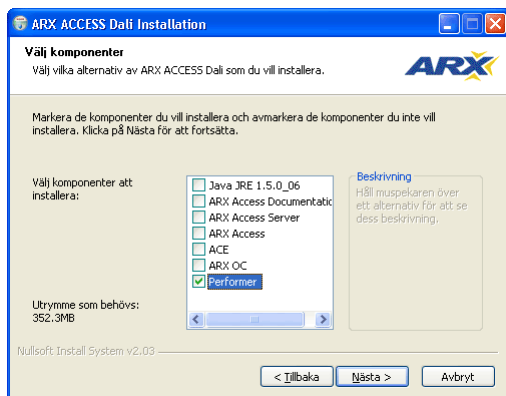 ARX ACCESS Dali Installation
Välj komponenter
Välj vilka alternativ av ARX ACCESS Dali som du vill installera.
ARX
Markera de komponenter du vill installera och avmarkera de komponenter du inte vill
installera. Klicka på Nästa för att fortsätta.
Välj komponenter att
installera:
Java JRE 1.5.0_06
ARX Access Documentatic
ARX Access Server
ARX Access
ACE
ARX OC
Performer
Beskrivning
Håll muspekaren över
ett alternativ för att se
dess beskrivning.
Utrymme som behövs:
352.3MB
Nullsoft Install System v2.03
< Tillbaka
Nästa >
Avbryt